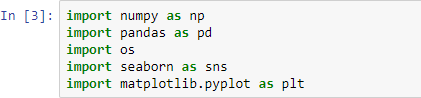 In [3]: import numpy as np
import pandas as pd
import os
import seaborn as sns
import matplotlib.pyplot as plt